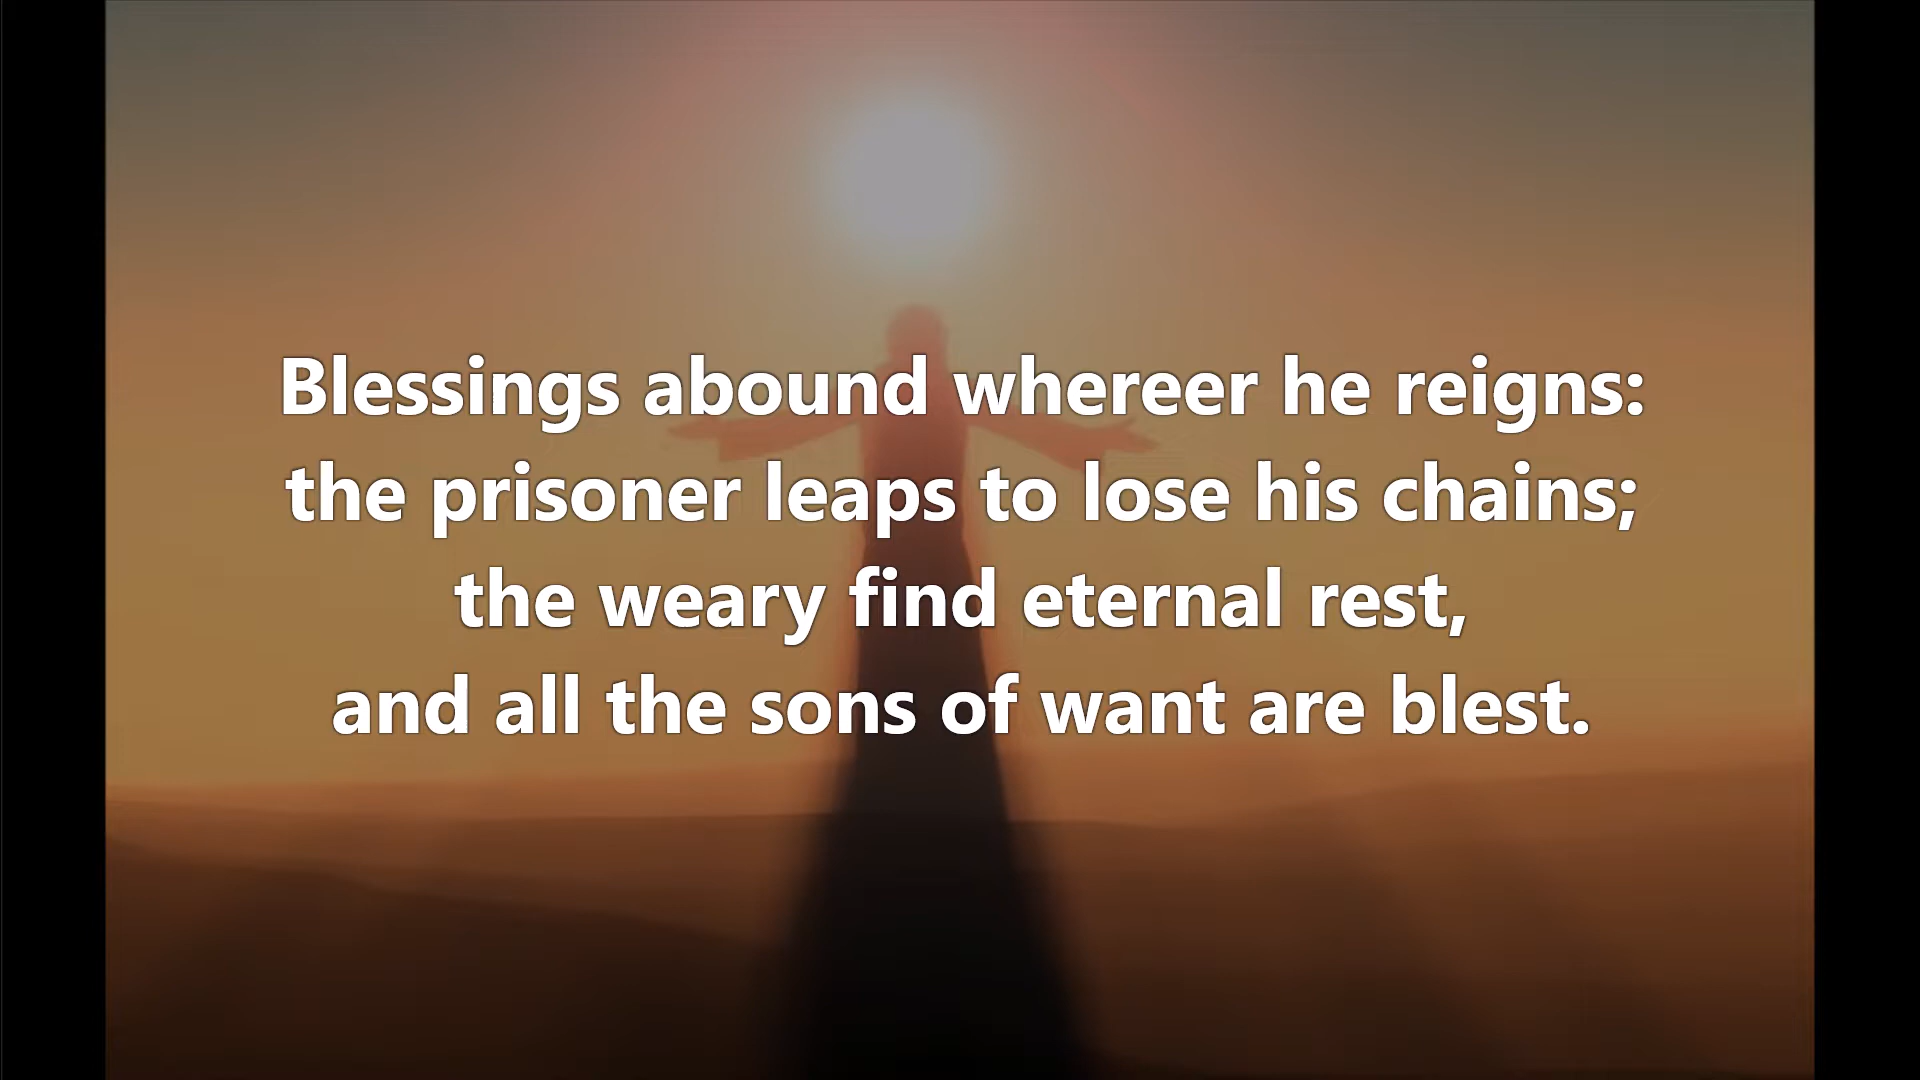 Blessings abound whereer he reigns:
the prisoner leaps to lose his chains;
the weary find eternal rest,
and all the sons of want are blest.